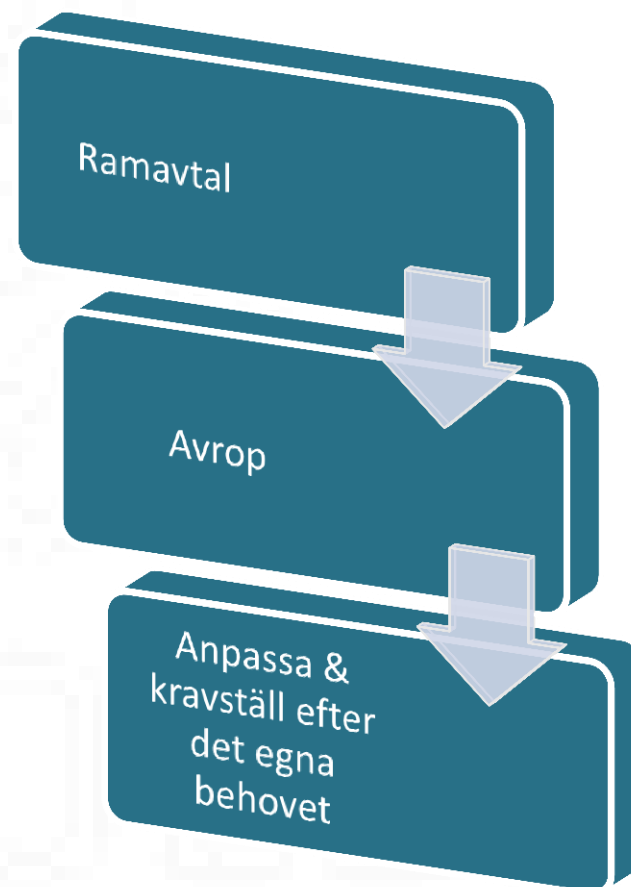 Ramavtal
Avrop
Anpassa &
kravställ efter
det egna
behovet